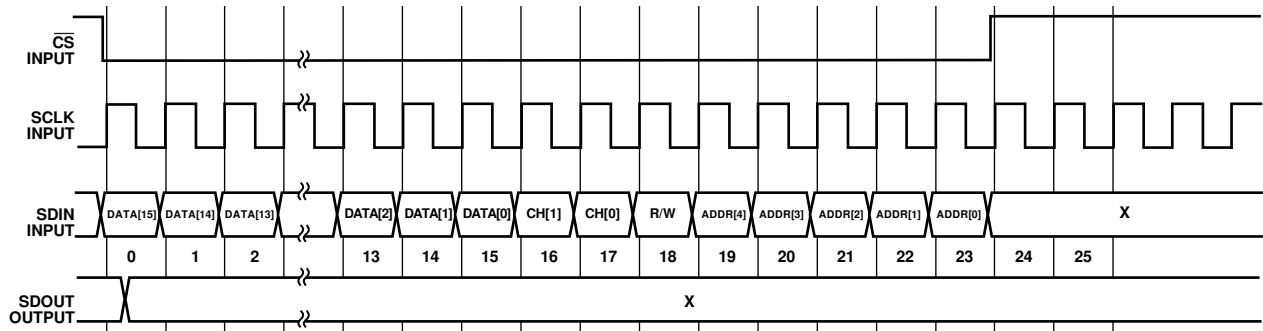 CS
INPUT
SCLK
INPUT
SDIN
INPUT
DATA[15] DATA[14] DATA[13] DATA[2] DATA[1] DATA[0] CH[1] CH[0] R/W ADDR[4] ADDR[3] ADDR[2] ADDR[1] ADDR[0] X
0 1 2 13 14 15 16 17 18 19 20 21 22 23 24 25
SDOUT
OUTPUT
X